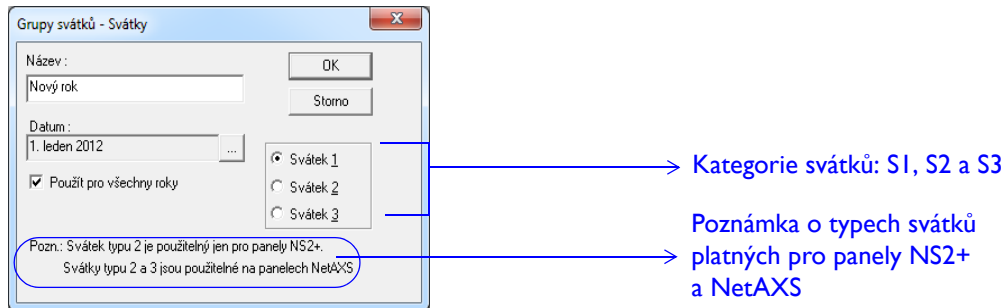 Grupy svátků - Svátky
Název :
Nový rok
OK
Storno
Datum :
1. leden 2012
...
Použít pro všechny roky
Svátek 1
Svátek 2
Svátek 3
Pozn.: Svátek typu 2 je použitelný jen pro panely NS2+.
Svátky typu 2 a 3 jsou použitelné na panelech NetAXS
Kategorie svátků: S1, S2 a S3
Poznámka o typech svátků
platných pro panely NS2+
a NetAXS